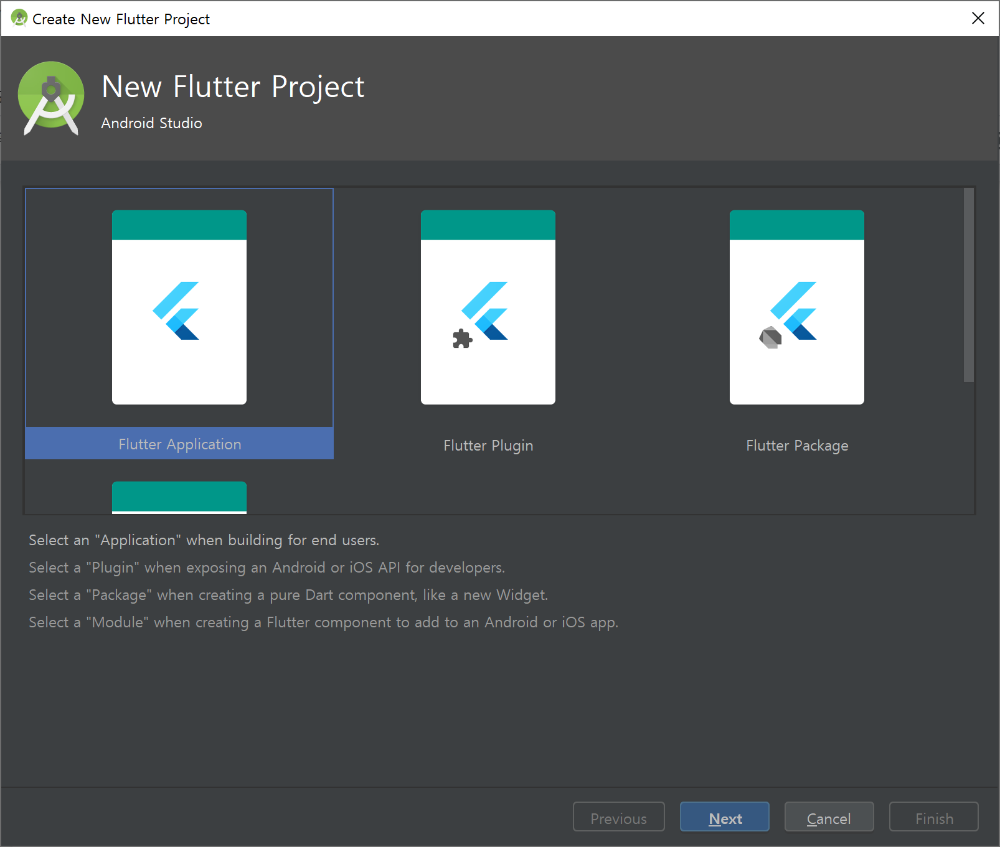 Create New Flutter Project
New Flutter Project
Android Studio
Flutter Application
Flutter Plugin
Flutter Package
Select an "Application" when building for end users.
Select a "Plugin" when exposing an Android or iOS API for developers.
Select a "Package" when creating a pure Dart component, like a new Widget.
Select a "Module" when creating a Flutter component to add to an Android or iOS app.
Previous
Next
Cancel
Finish